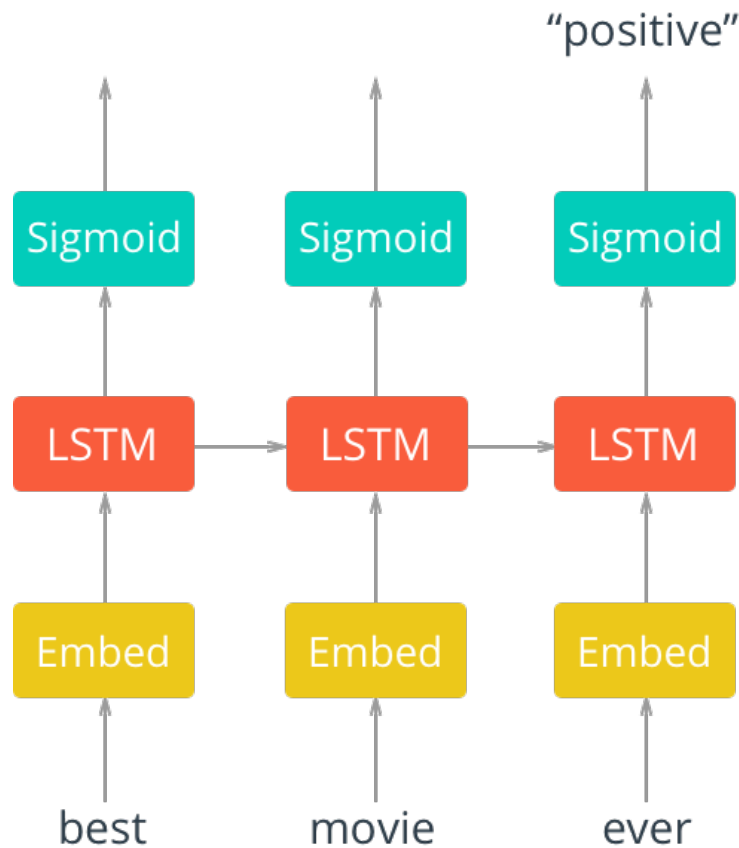 “positive”
Sigmoid Sigmoid Sigmoid
LSTM LSTM LSTM
Embed Embed Embed
best movie ever